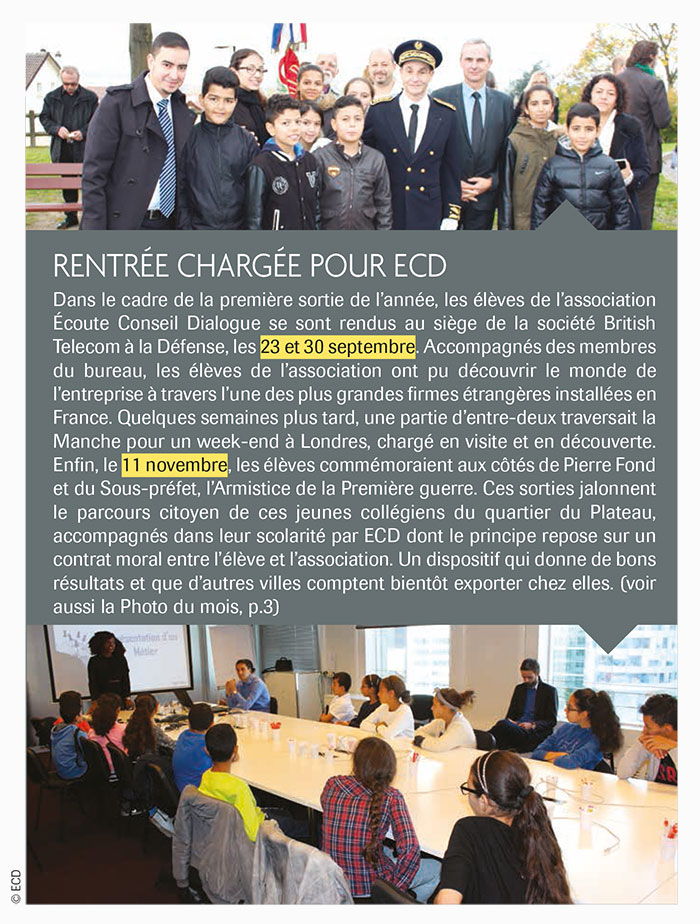 RENTRÉE CHARGÉE POUR ECD
Dans le cadre de la première sortie de l’année, les élèves de l’association
Écoute Conseil Dialogue se sont rendus au siège de la société British
Telecom à la Défense, les 23 et 30 septembre. Accompagnés des membres
du bureau, les élèves de l’association ont pu découvrir le monde de
l’entreprise à travers l’une des plus grandes firmes étrangères installées en
France. Quelques semaines plus tard, une partie d’entre-deux traversait la
Manche pour un week-end à Londres, chargé en visite et en découverte.
Enfin, le 11 novembre, les élèves commémoraient aux côtés de Pierre Fond
et du Sous-préfet, l’Armistice de la Première guerre. Ces sorties jalonnent
le parcours citoyen de ces jeunes collégiens du quartier du Plateau,
accompagnés dans leur scolarité par ECD dont le principe repose sur un
contrat moral entre l’élève et l’association. Un dispositif qui donne de bons
résultats et que d’autres villes comptent bientôt exporter chez elles. (voir
aussi la Photo du mois, p.3)
d'un
Métier
© ECD